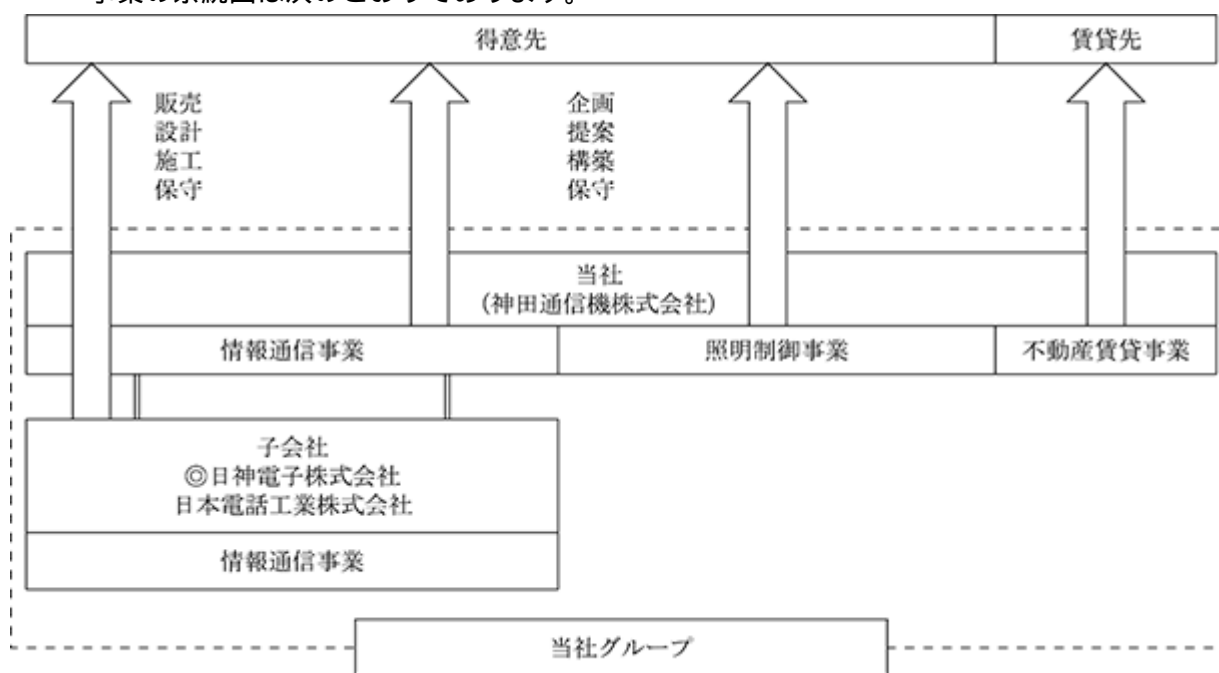 事業の系統図は次のとおりであります。
得意先
賃貸先
販売
設計
施工
保守
企画
提案
構築
保守
当社
(神田通信機株式会社)
情報通信事業
照明制御事業
不動産賃貸事業
子会社
◎日神電子株式会社
日本電話工業株式会社
情報通信事業
当社グループ